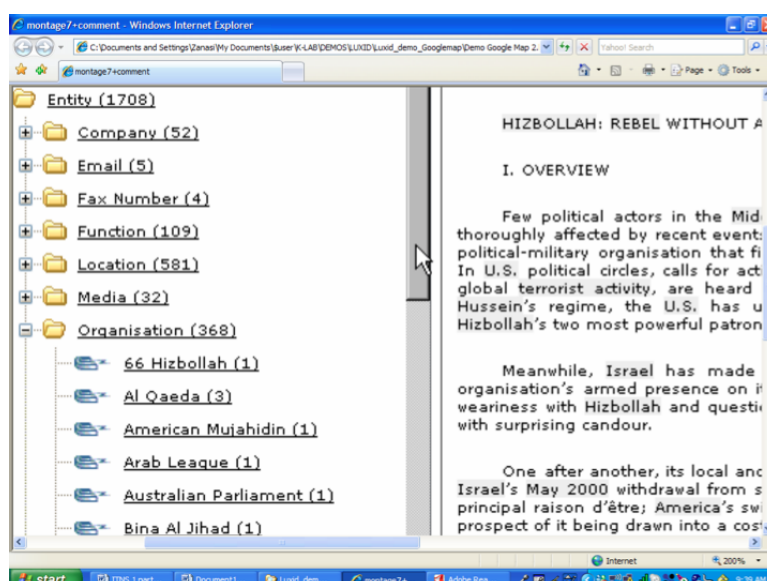 montage7+comment - Windows Internet Explorer
C:\Documents and Settings\Zanasi\My Documents\$user\K-LAB\DEMOS\LUXID\Luxid_demo_Googlemap\Demo Google Map 2.
Yahoo! Search
montage7+comment
Page
Tools
Entity (1708)
Company (52)
Email (5)
Fax Number (4)
Function (109)
Location (581)
Media (32)
Organisation (368)
66 Hizbollah (1)
Al Qaeda (3)
American Mujahidin (1)
Arab League (1)
Australian Parliament (1)
Bina Al Jihad (1)
HIZBOLLAH: REBEL WITHOUT A
I. OVERVIEW
Few political actors in the Mid
thoroughly affected by recent event
political-military organisation that fi
In U.S. political circles, calls for act
global terrorist activity, are heard
Hussein's regime, the U.S. has u
Hizbollah's two most powerful patron
Meanwhile, Israel has made
organisation's armed presence on i
weariness with Hizbollah and questi
with surprising candour.
One after another, its local and
Israel's May 2000 withdrawal from s
principal raison d'être; America's swi
prospect of it being drawn into a cos
Internet
200%
start
Document1
montage7+
Adobe Rea
9:39 AM